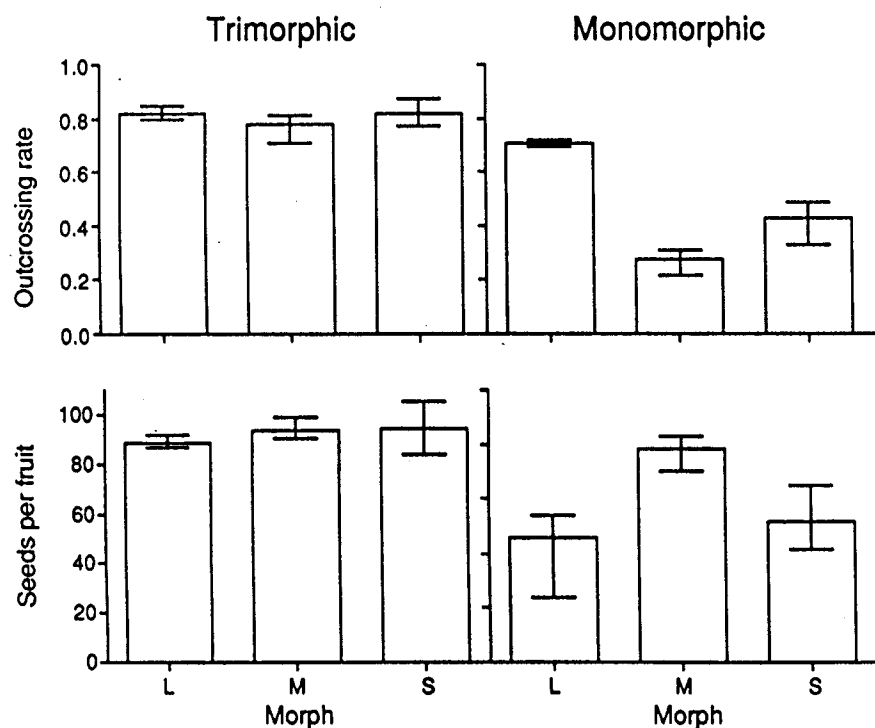 Trimorphic Monomorphic
Outcrossing rate
1.0
0.8
0.6
0.4
0.2
0.0
Seeds per fruit
100
80
60
40
20
0
L M S L M S
Morph Morph